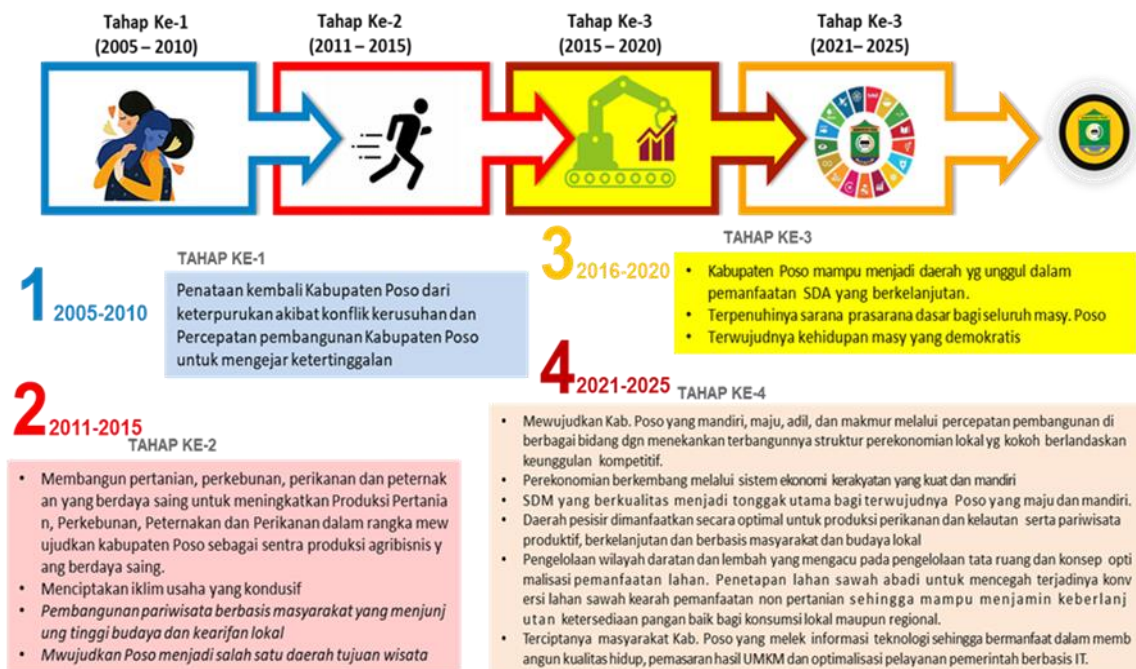 Tahap Ke-1
(2005 – 2010)
Tahap Ke-2
(2011 – 2015)
Tahap Ke-3
(2015 – 2020)
Tahap Ke-3
(2021– 2025)
1 2005-2010
TAHAP KE-1
Penataan kembali Kabupaten Poso dari
keterpurukan akibat konflik kerusuhan dan
Percepatan pembangunan Kabupaten Poso
untuk mengejar ketertinggalan
2 2011-2015
TAHAP KE-2
• Membangun pertanian, perkebunan, perikanan dan peternak
an yang berdaya saing untuk meningkatkan Produksi Pertania
n, Perkebunan, Peternakan dan Perikanan dalam rangka mew
ujudkan kabupaten Poso sebagai sentra produksi agribisnis y
ang berdaya saing.
• Menciptakan iklim usaha yang kondusif
• Pembangunan pariwisata berbasis masyarakat yang menjunj
ung tinggi budaya dan kearifan lokal
• Mwujudkan Poso menjadi salah satu daerah tujuan wisata
3 2016-2020
TAHAP KE-3
• Kabupaten Poso mampu menjadi daerah yg unggul dalam
pemanfaatan SDA yang berkelanjutan.
• Terpenuhinya sarana prasarana dasar bagi seluruh masy. Poso
• Terwujudnya kehidupan masy yang demokratis
4 2021-2025
TAHAP KE-4
• Mewujudkan Kab. Poso yang mandiri, maju, adil, dan makmur melalui percepatan pembangunan di
berbagai bidang dgn menekankan terbangunnya struktur perekonomian lokal yg kokoh berlandaskan
keunggulan kompetitif.
• Perekonomian berkembang melalui sistem ekonomi kerakyatan yang kuat dan mandiri
• SDM yang berkualitas menjadi tonggak utama bagi terwujudnya Poso yang maju dan mandiri.
• Daerah pesisir dimanfaatkan secara optimal untuk produksi perikanan dan kelautan serta pariwisata
produktif, berkelanjutan dan berbasis masyarakat dan budaya lokal
• Pengelolaan wilayah daratan dan lembah yang mengacu pada pengelolaan tata ruang dan konsep opti
malisasi pemanfaatan lahan. Penetapan lahan sawah abadi untuk mencegah terjadinya konv
ersi lahan sawah kearah pemanfaatan non pertanian sehingga mampu menjamin keberlanj
utan ketersediaan pangan baik bagi konsumsi lokal maupun regional.
• Terciptanya masyarakat Kab. Poso yang melek informasi teknologi sehingga bermanfaat dalam memb
angun kualitas hidup, pemasaran hasil UMKM dan optimalisasi pelayanan pemerintah berbasis IT.